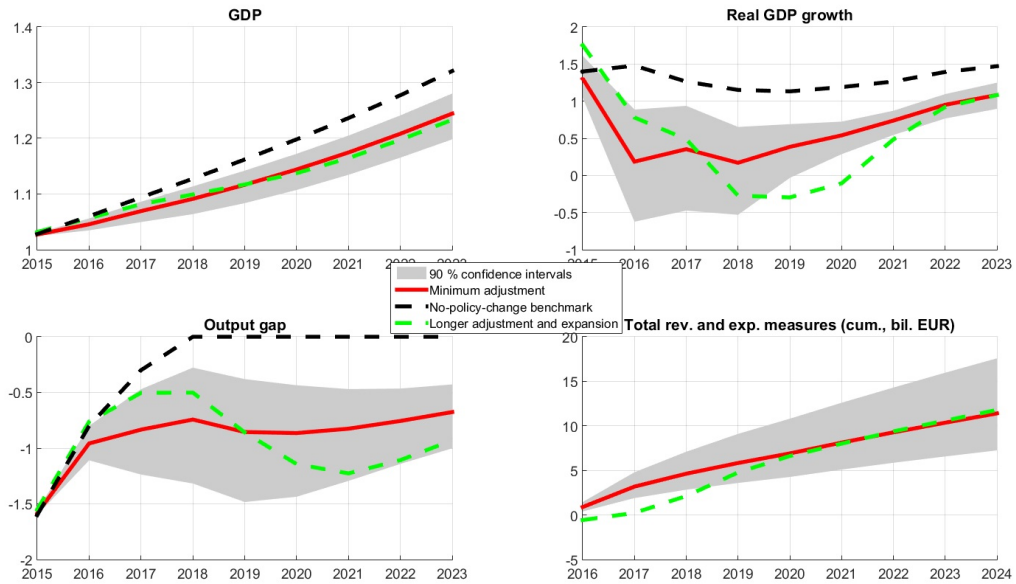 GDP
1.4
1.3
1.2
1.1
1
2015 2016 2017 2018 2019 2020 2021 2022 2023
Real GDP growth
2
1.5
1
0.5
0
-0.5
-1
2015 2016 2017 2018 2019 2020 2021 2022 2023
90 % confidence intervals
Minimum adjustment
No-policy-change benchmark
Longer adjustment and expansion
Output gap
0
-0.5
-1
-1.5
-2
2015 2016 2017 2018 2019 2020 2021 2022 2023
Total rev. and exp. measures (cum., bil. EUR)
20
15
10
5
0
-5
2016 2017 2018 2019 2020 2021 2022 2023 2024